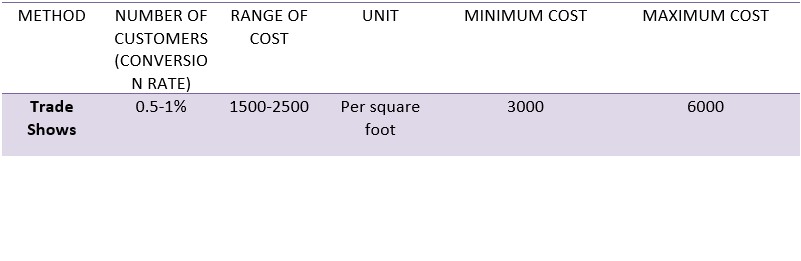 METHOD NUMBER OF CUSTOMERS (CONVERSIO N RATE) RANGE OF COST UNIT MINIMUM COST MAXIMUM COST
Trade Shows 0.5-1% 1500-2500 Per square foot 3000 6000